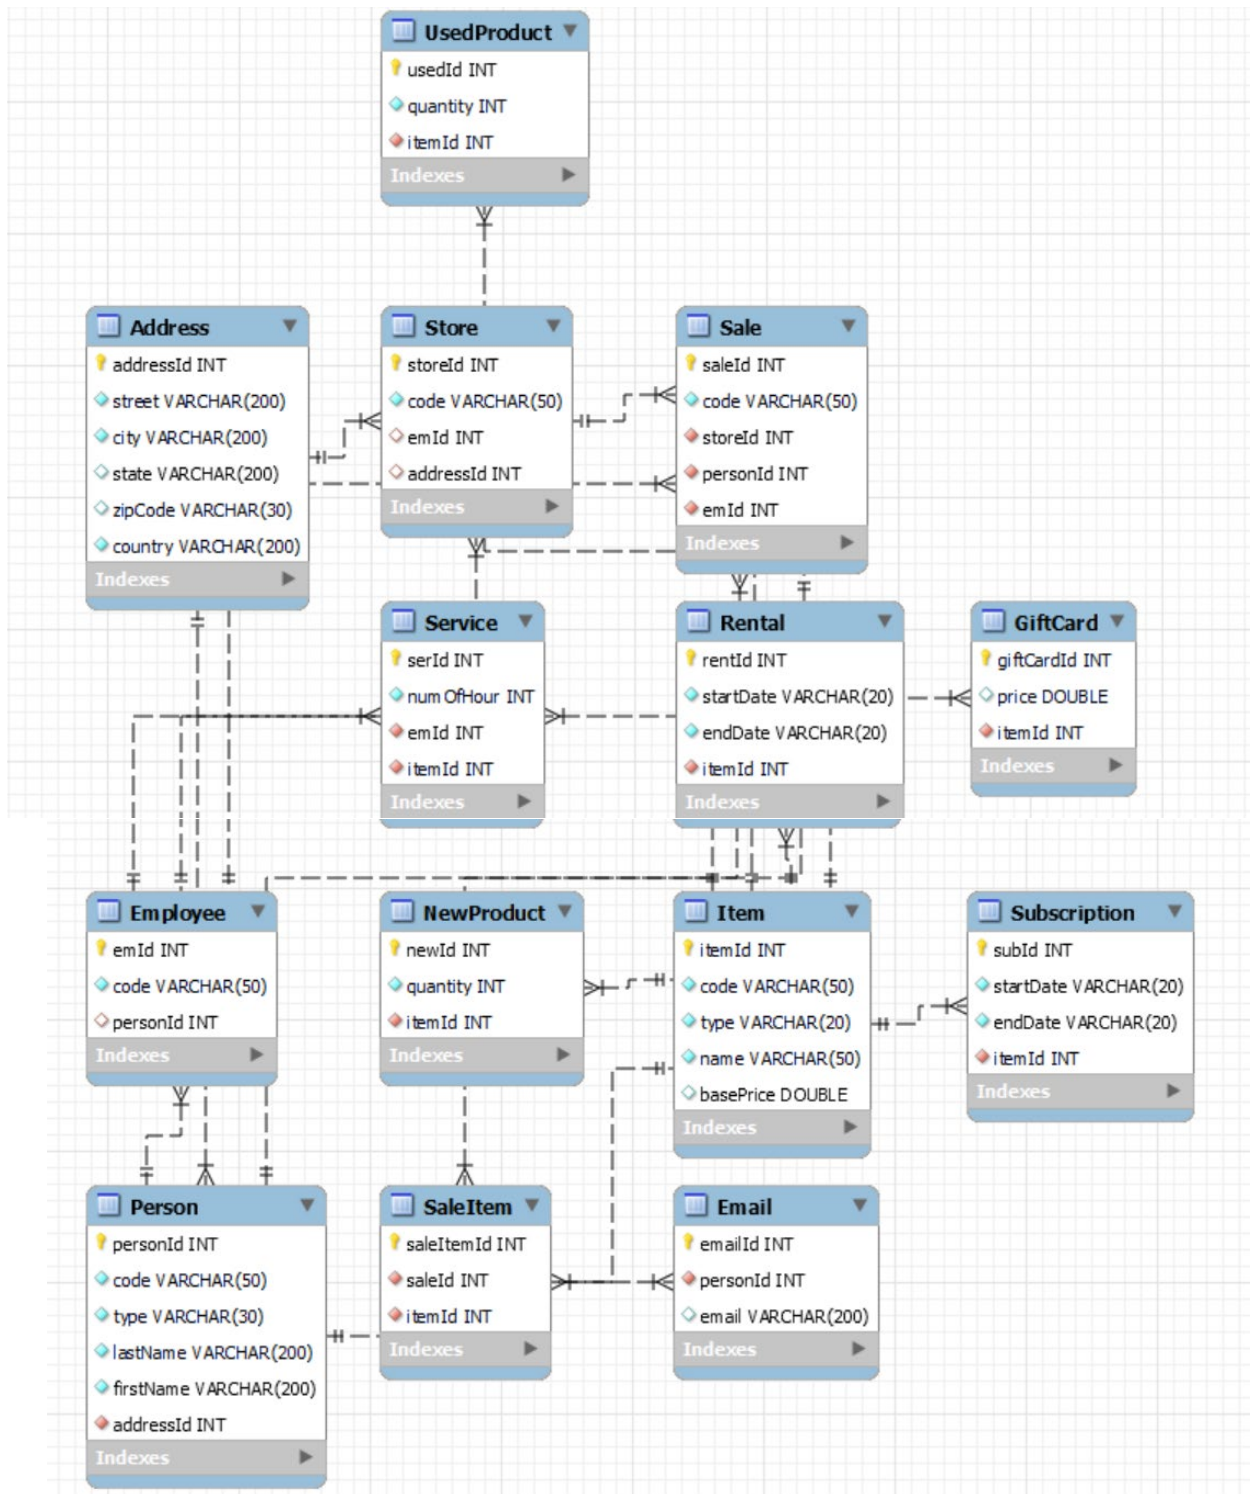 UsedProduct
usedId INT
quantity INT
itemId INT
Indexes
Address
addressId INT
street VARCHAR(200)
city VARCHAR(200)
state VARCHAR(200)
zipCode VARCHAR(30)
country VARCHAR(200)
Indexes
Store
storeId INT
code VARCHAR(50)
emId INT
addressId INT
Indexes
Sale
saleId INT
code VARCHAR(50)
storeId INT
personId INT
emId INT
Indexes
Service
serId INT
numOfHour INT
emId INT
itemId INT
Indexes
Rental
rentId INT
startDate VARCHAR(20)
endDate VARCHAR(20)
itemId INT
Indexes
GiftCard
giftCardId INT
price DOUBLE
itemId INT
Indexes
Employee
emId INT
code VARCHAR(50)
personId INT
Indexes
NewProduct
newId INT
quantity INT
itemId INT
Indexes
Item
itemId INT
code VARCHAR(50)
type VARCHAR(20)
name VARCHAR(50)
basePrice DOUBLE
Indexes
Subscription
subId INT
startDate VARCHAR(20)
endDate VARCHAR(20)
itemId INT
Indexes
Person
personId INT
code VARCHAR(50)
type VARCHAR(30)
lastName VARCHAR(200)
firstName VARCHAR(200)
addressId INT
Indexes
SaleItem
saleItemId INT
saleId INT
itemId INT
Indexes
Email
emailId INT
personId INT
email VARCHAR(200)
Indexes